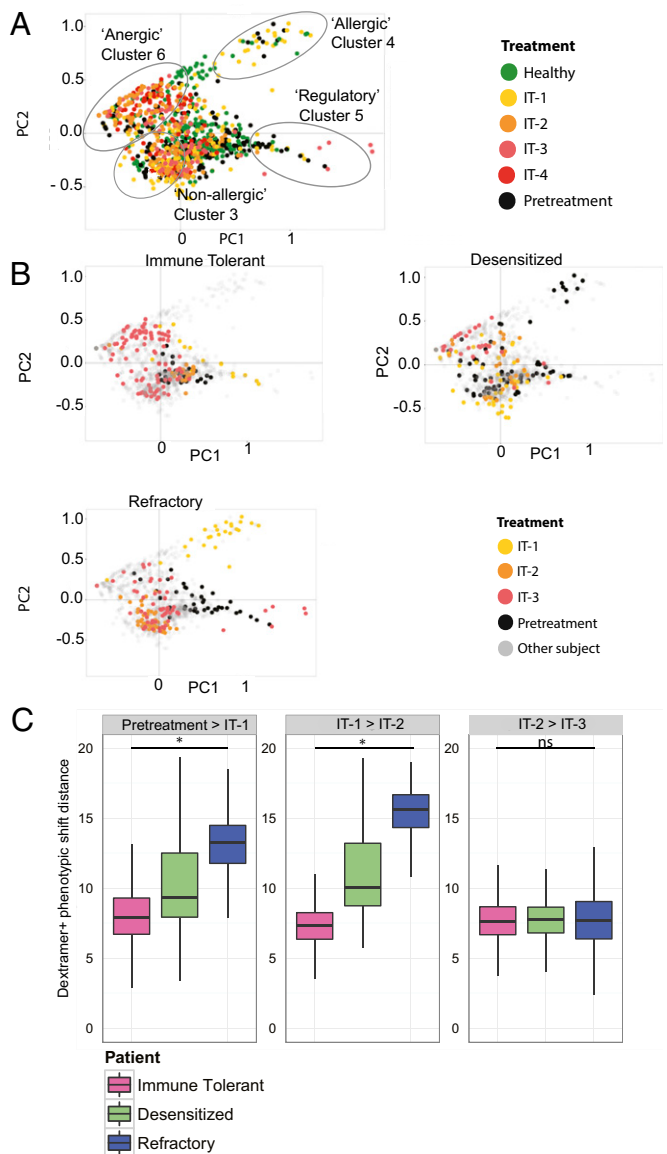 A
'Anergic'
Cluster 6
'Allergic'
Cluster 4
'Regulatory'
Cluster 5
'Non-allergic'
Cluster 3
PC2
1.0
0.5
0.0
- 0.5
0
PC1
1
Treatment
Healthy
IT-1
IT-2
IT-3
IT-4
Pretreatment
B
Immune Tolerant
PC2
1.0
0.5
0.0
-0.5
0
PC1
1
Desensitized
PC2
1.0
0.5
0.0
-0.5
0
PC1
1
Refractory
PC2
1.0
0.5
0.0
-0.5
0
PC1
1
Treatment
IT-1
IT-2
IT-3
Pretreatment
Other subject
C
Pretreatment > IT-1
IT-1 > IT-2
IT-2 > IT-3
Dextramer+ phenotypic shift distance
20
15
10
5
0
*
20
15
10
5
0
*
20
15
10
5
0
ns
Patient
Immune Tolerant
Desensitized
Refractory